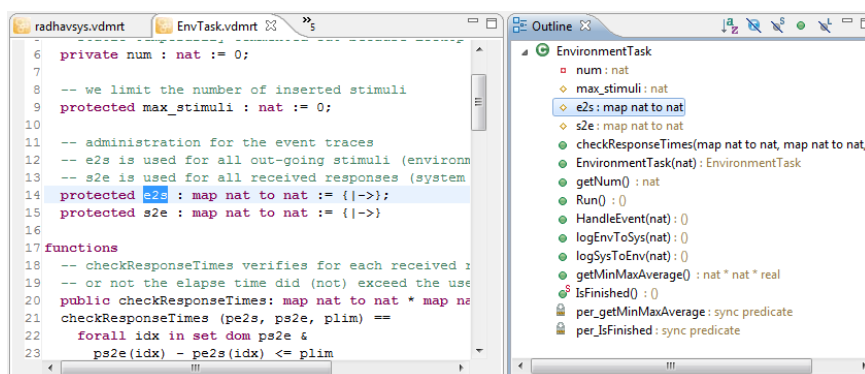 radhavsys.vdmrt
EnvTask.vdmrt
»5
6 private num : nat := 0;
7
8 -- we limit the number of inserted stimuli
9 protected max_stimuli : nat := 0;
10
11 -- administration for the event traces
12 -- e2s is used for all out-going stimuli (environm
13 -- s2e is used for all received responses (system
14 protected e2s : map nat to nat := {|->};
15 protected s2e : map nat to nat := {|->}
16
17 functions
18 -- checkResponseTimes verifies for each received r
19 -- or not the elapse time did (not) exceed the use
20 public checkResponseTimes: map nat to nat * map na
21 checkResponseTimes (pe2s, ps2e, plim) ==
22 forall idx in set dom ps2e &
23 ps2e(idx) - pe2s(idx) <= plim
Outline
EnvironmentTask
num : nat
max_stimuli : nat
e2s : map nat to nat
s2e : map nat to nat
checkResponseTimes(map nat to nat, map nat to nat,
EnvironmentTask(nat) : EnvironmentTask
getNum() : nat
Run() : ()
HandleEvent(nat) : ()
logEnvToSys(nat) : ()
logSysToEnv(nat) : ()
getMinMaxAverage() : nat * nat * real
IsFinished() : ()
per_getMinMaxAverage : sync predicate
per_IsFinished : sync predicate